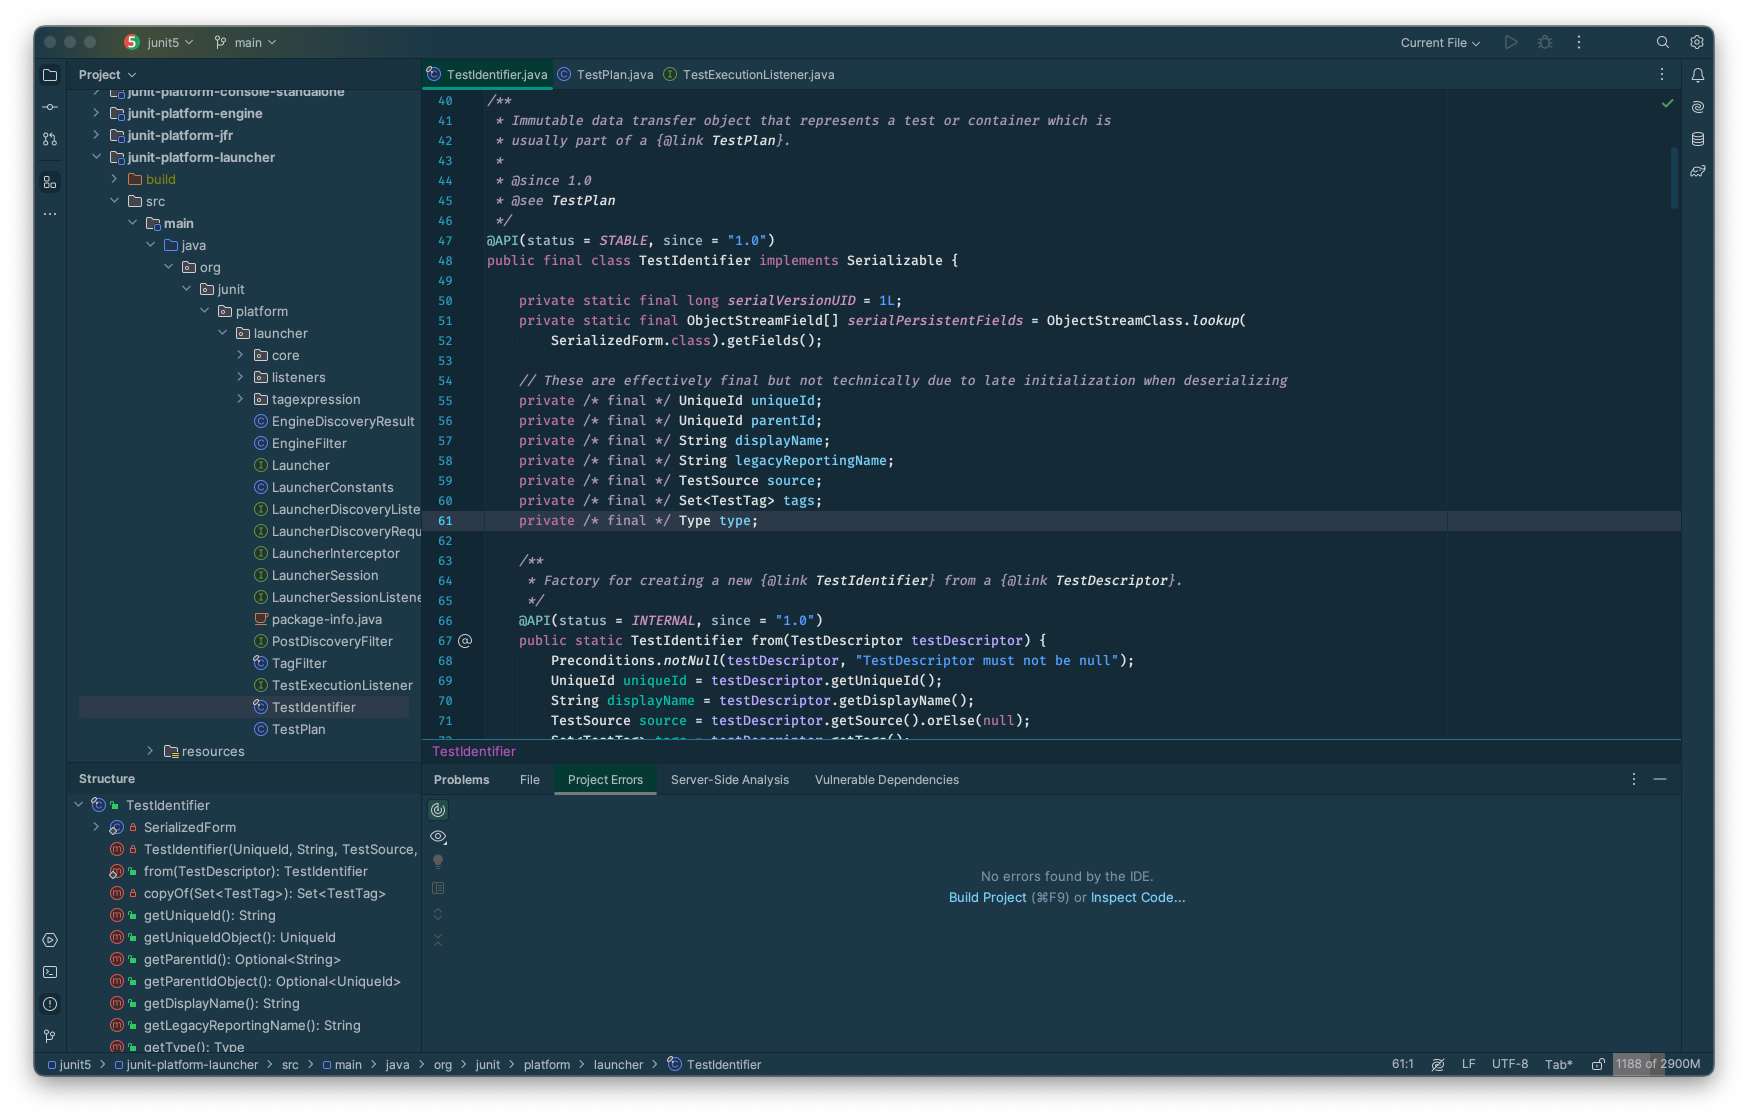 5 junit5 main Current File
Project
junit-platform-console-standalone
junit-platform-engine
junit-platform-jfr
junit-platform-launcher
build
src
main
java
org
junit
platform
launcher
core
listeners
tagexpression
EngineDiscoveryResult
EngineFilter
Launcher
LauncherConstants
LauncherDiscoveryListe
LauncherDiscoveryRequ
LauncherInterceptor
LauncherSession
LauncherSessionListene
package-info.java
PostDiscoveryFilter
TagFilter
TestExecutionListener
TestIdentifier
TestPlan
resources
Structure
TestIdentifier
SerializedForm
TestIdentifier(UniqueId, String, TestSource,
from(TestDescriptor): TestIdentifier
copyOf(Set<TestTag>): Set<TestTag>
getUniqueId(): String
getUniqueIdObject(): UniqueId
getParentId(): Optional<String>
getParentIdObject(): Optional<UniqueId>
getDisplayName(): String
getLegacyReportingName(): String
getType(): Type
TestIdentifier.java TestPlan.java TestExecutionListener.java
40 /**
41  * Immutable data transfer object that represents a test or container which is
42  * usually part of a {@link TestPlan}.
43  *
44  * @since 1.0
45  * @see TestPlan
46  */
47 @API(status = STABLE, since = "1.0")
48 public final class TestIdentifier implements Serializable {
49
50     private static final long serialVersionUID = 1L;
51     private static final ObjectStreamField[] serialPersistentFields = ObjectStreamClass.lookup(
52         SerializedForm.class).getFields();
53
54     // These are effectively final but not technically due to late initialization when deserializing
55     private /* final */ UniqueId uniqueId;
56     private /* final */ UniqueId parentId;
57     private /* final */ String displayName;
58     private /* final */ String legacyReportingName;
59     private /* final */ TestSource source;
60     private /* final */ Set<TestTag> tags;
61     private /* final */ Type type;
62
63     /**
64      * Factory for creating a new {@link TestIdentifier} from a {@link TestDescriptor}.
65      */
66     @API(status = INTERNAL, since = "1.0")
67     public static TestIdentifier from(TestDescriptor testDescriptor) {
68         Preconditions.notNull(testDescriptor, "TestDescriptor must not be null");
69         UniqueId uniqueId = testDescriptor.getUniqueId();
70         String displayName = testDescriptor.getDisplayName();
71         TestSource source = testDescriptor.getSource().orElse(null);
72         Set<TestTag> tags = testDescriptor.getTags();
TestIdentifier
Problems File Project Errors Server-Side Analysis Vulnerable Dependencies
No errors found by the IDE.
Build Project (⌘F9) or Inspect Code...
junit5 > junit-platform-launcher > src > main > java > org > junit > platform > launcher > TestIdentifier 61:1 LF UTF-8 Tab* 1188 of 2900M